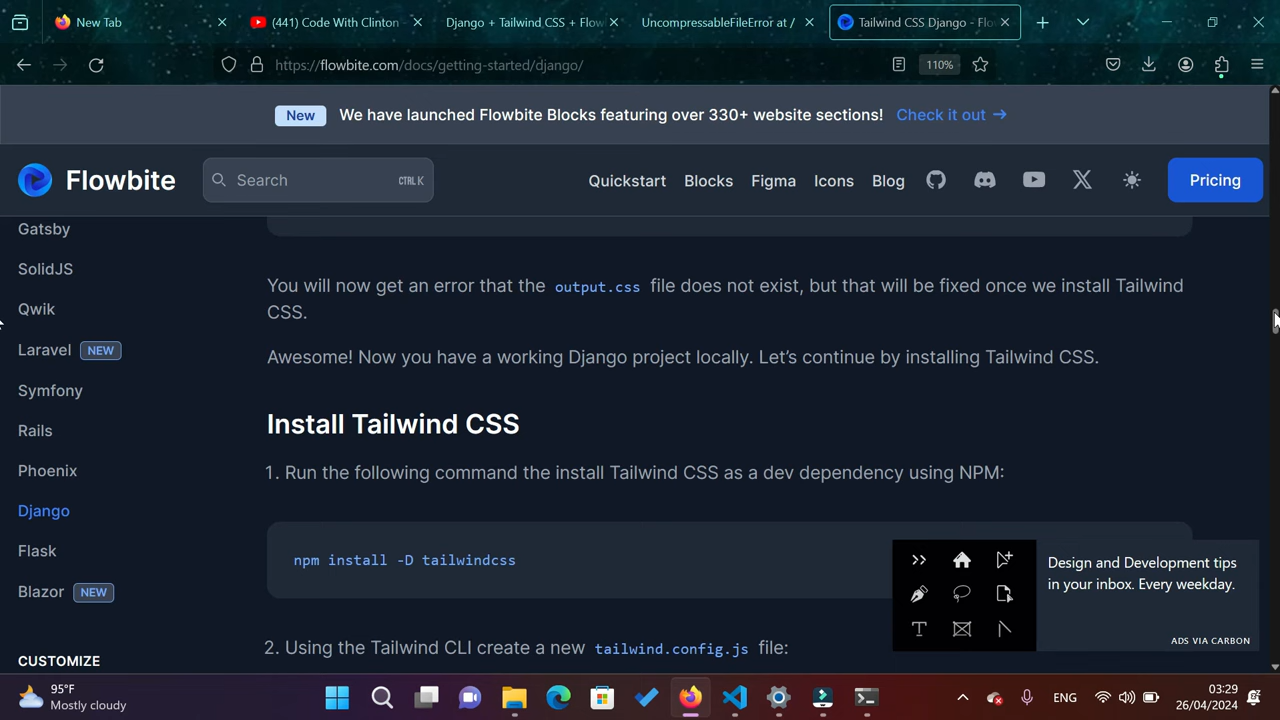 New Tab
(441) Code With Clinton
Django + Tailwind CSS + Flow
UncompressableFileError at /
Tailwind CSS Django - Flo
https://flowbite.com/docs/getting-started/django/
110%
New We have launched Flowbite Blocks featuring over 330+ website sections! Check it out →
Flowbite
Search
CTRL K
Quickstart
Blocks
Figma
Icons
Blog
Pricing
Gatsby
SolidJS
Qwik
Laravel NEW
Symfony
Rails
Phoenix
Django
Flask
Blazor NEW
CUSTOMIZE
You will now get an error that the output.css file does not exist, but that will be fixed once we install Tailwind
CSS.
Awesome! Now you have a working Django project locally. Let’s continue by installing Tailwind CSS.
Install Tailwind CSS
1. Run the following command the install Tailwind CSS as a dev dependency using NPM:
npm install -D tailwindcss
2. Using the Tailwind CLI create a new tailwind.config.js file:
Design and Development tips
in your inbox. Every weekday.
ADS VIA CARBON
95°F
Mostly cloudy
ENG
03:29
26/04/2024